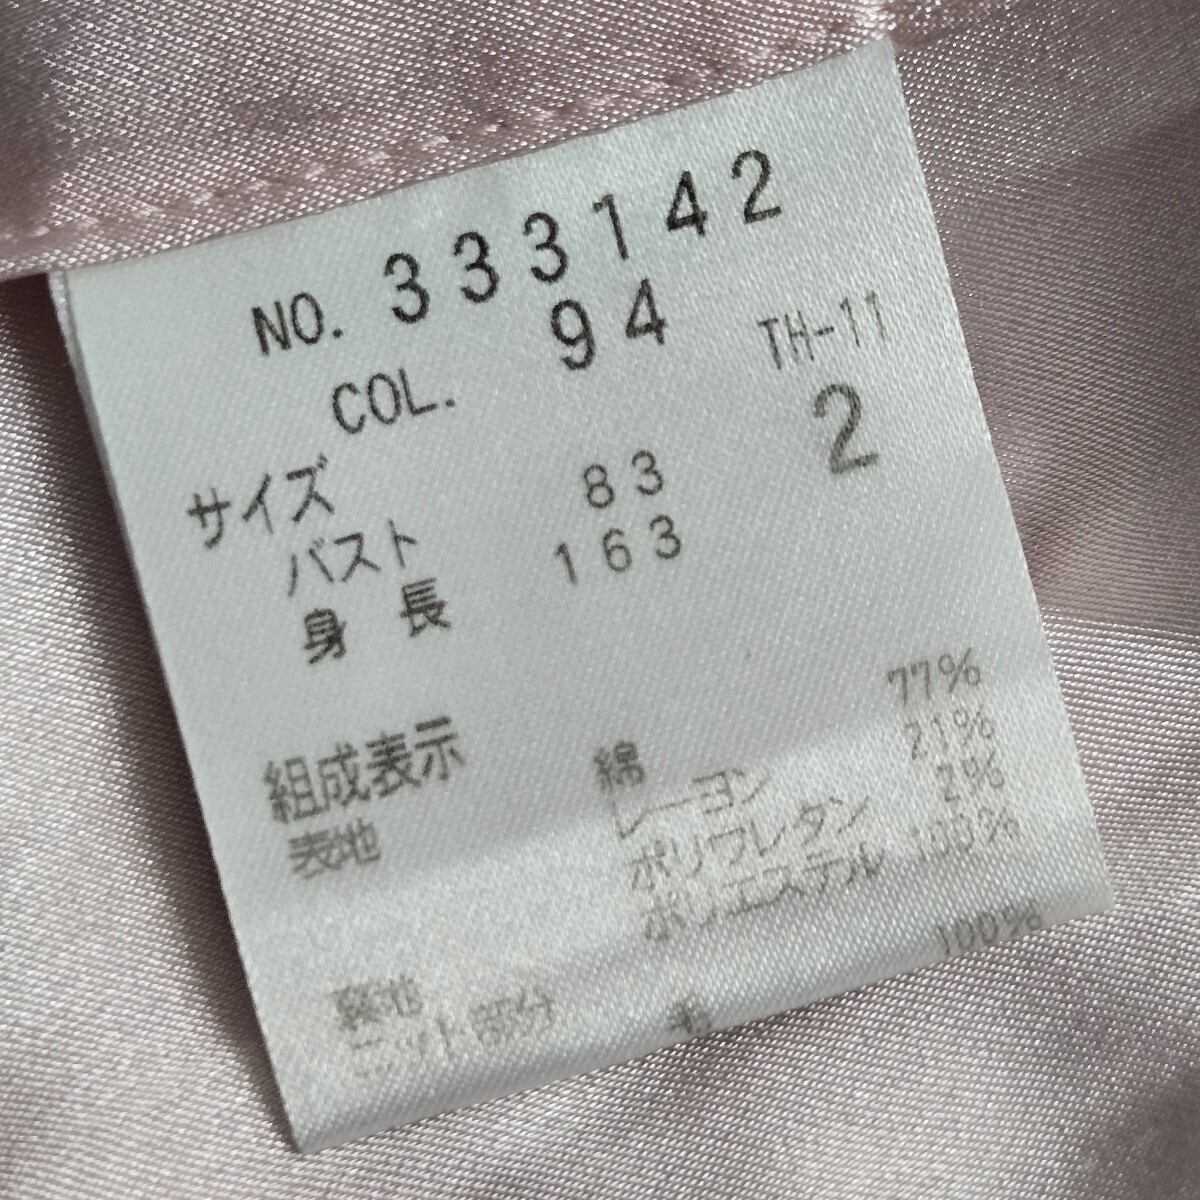 NO. 333142
COL. 94 TH-11
サイズ 2
バスト 83
身 長 163
組成表示
表地 綿 77%
レーヨン 21%
ポリウレタン 2%
裏地 ポリエステル 100%
ニット部分 毛 100%